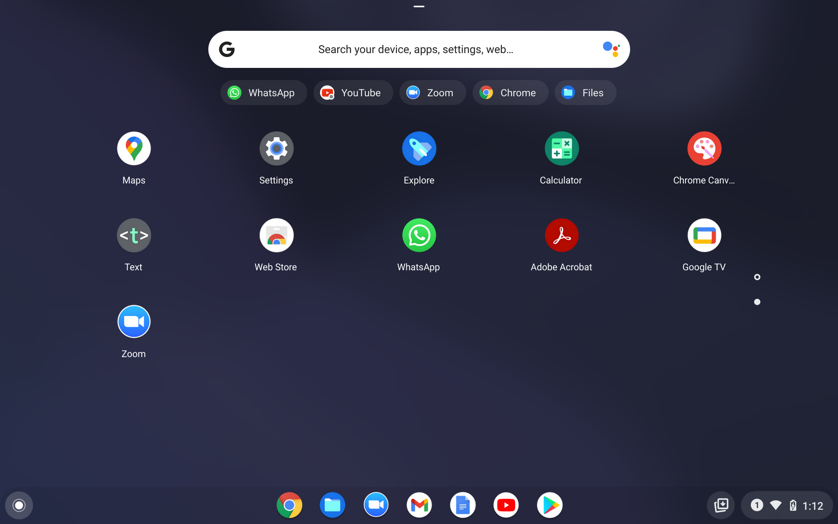 Search your device, apps, settings, web...
WhatsApp YouTube Zoom Chrome Files
Maps Settings Explore Calculator Chrome Canv...
<t>
Text Web Store WhatsApp Adobe Acrobat Google TV
Zoom
1 1:12